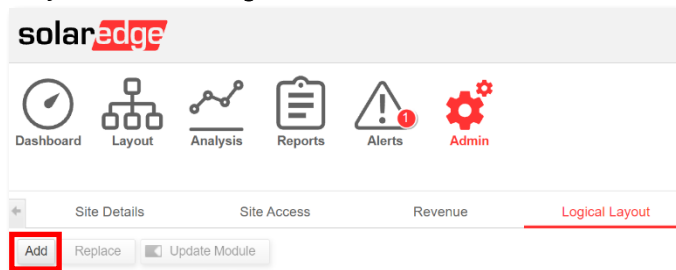 solaredge
1
Dashboard Layout Analysis Reports Alerts Admin
Site Details Site Access Revenue Logical Layout
Add Replace Update Module